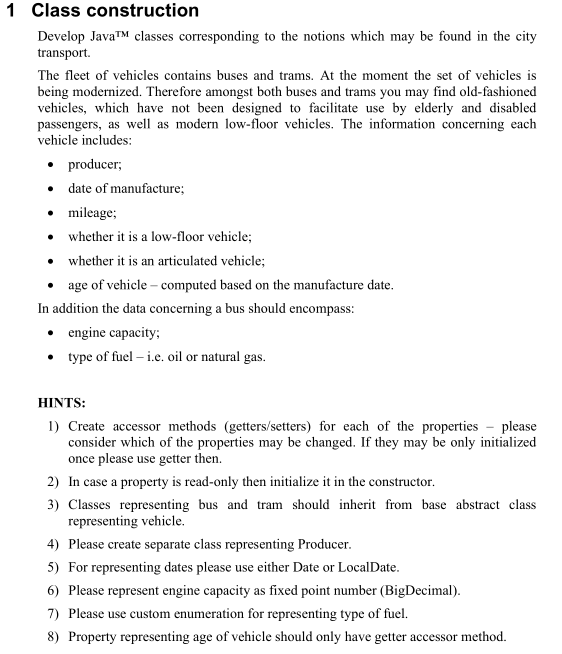 1 Class construction
Develop Java™ classes corresponding to the notions which may be found in the city
transport.
The fleet of vehicles contains buses and trams. At the moment the set of vehicles is
being modernized. Therefore amongst both buses and trams you may find old-fashioned
vehicles, which have not been designed to facilitate use by elderly and disabled
passengers, as well as modern low-floor vehicles. The information concerning each
vehicle includes:
• producer;
• date of manufacture;
• mileage;
• whether it is a low-floor vehicle;
• whether it is an articulated vehicle;
• age of vehicle – computed based on the manufacture date.
In addition the data concerning a bus should encompass:
• engine capacity;
• type of fuel – i.e. oil or natural gas.
HINTS:
1) Create accessor methods (getters/setters) for each of the properties – please
consider which of the properties may be changed. If they may be only initialized
once please use getter then.
2) In case a property is read-only then initialize it in the constructor.
3) Classes representing bus and tram should inherit from base abstract class
representing vehicle.
4) Please create separate class representing Producer.
5) For representing dates please use either Date or LocalDate.
6) Please represent engine capacity as fixed point number (BigDecimal).
7) Please use custom enumeration for representing type of fuel.
8) Property representing age of vehicle should only have getter accessor method.